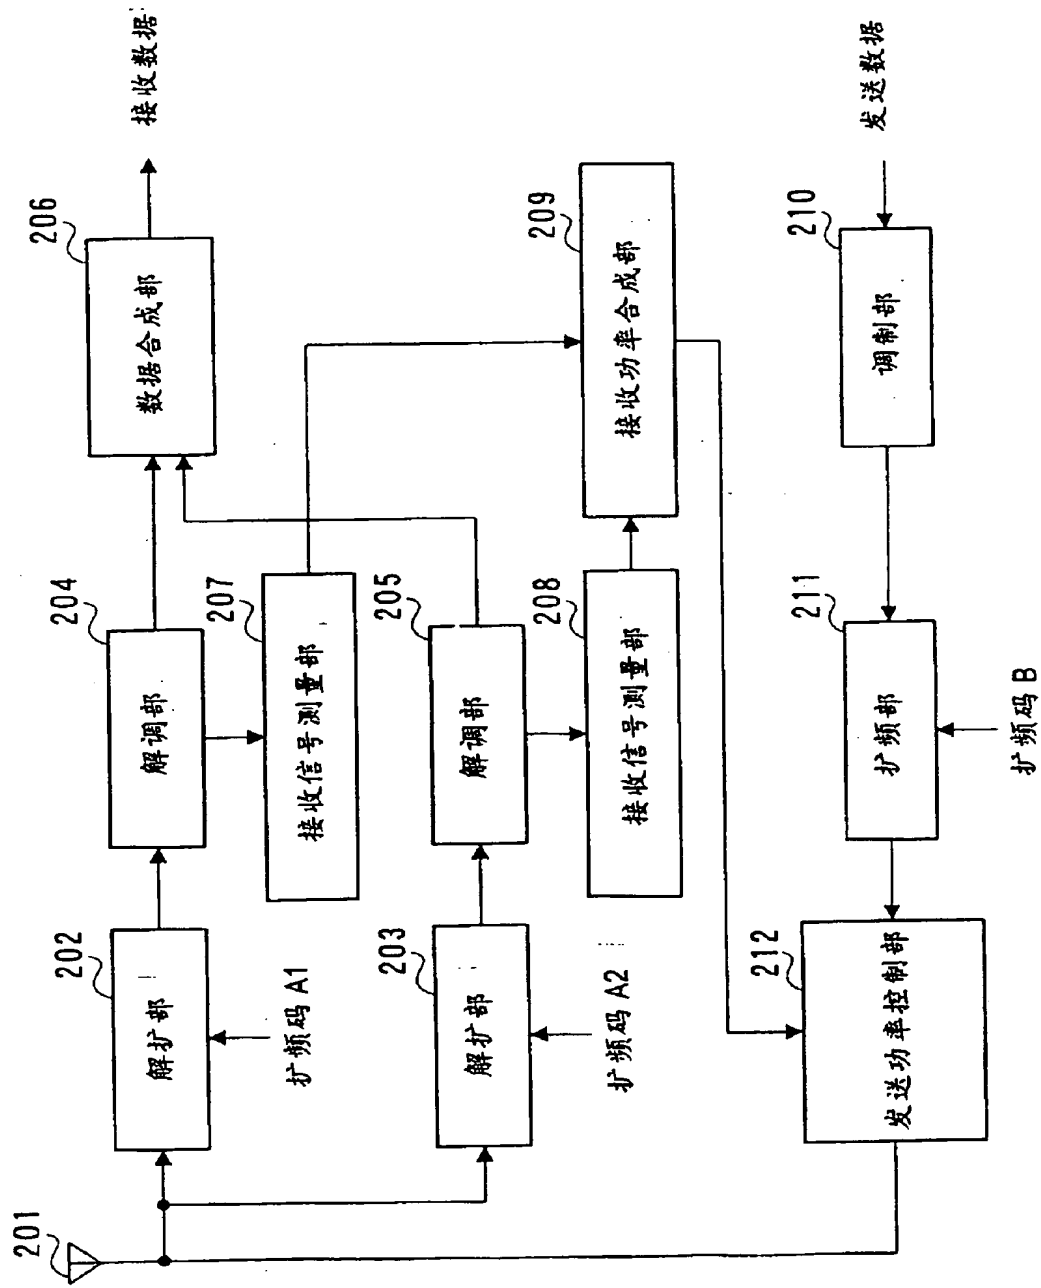 201
202
解扩部
扩频码 A1
204
解调部
206
数据合成部
接收数据
207
接收信号测量部
203
解扩部
扩频码 A2
205
解调部
208
接收信号测量部
209
接收功率合成部
212
发送功率控制部
211
扩频部
扩频码 B
210
调制部
发送数据